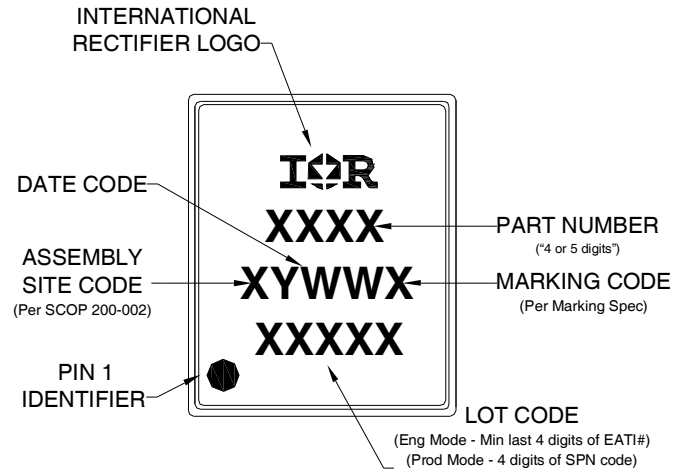 INTERNATIONAL
RECTIFIER LOGO
IOR
DATE CODE
XXXX
PART NUMBER
(“4 or 5 digits”)
ASSEMBLY
SITE CODE
(Per SCOP 200-002)
XYWWX
MARKING CODE
(Per Marking Spec)
XXXXX
PIN 1
IDENTIFIER
LOT CODE
(Eng Mode - Min last 4 digits of EATI#)
(Prod Mode - 4 digits of SPN code)